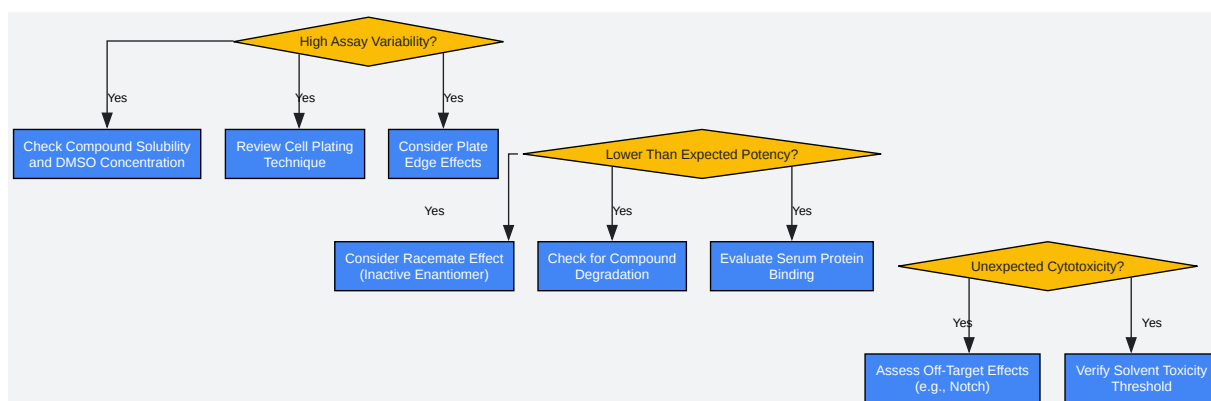 High Assay Variability?
Yes
Yes
Yes
Check Compound Solubility
and DMSO Concentration
Review Cell Plating
Technique
Consider Plate
Edge Effects
Lower Than Expected Potency?
Yes
Yes
Yes
Consider Racemate Effect
(Inactive Enantiomer)
Check for Compound
Degradation
Evaluate Serum Protein
Binding
Unexpected Cytotoxicity?
Yes
Yes
Assess Off-Target Effects
(e.g., Notch)
Verify Solvent Toxicity
Threshold